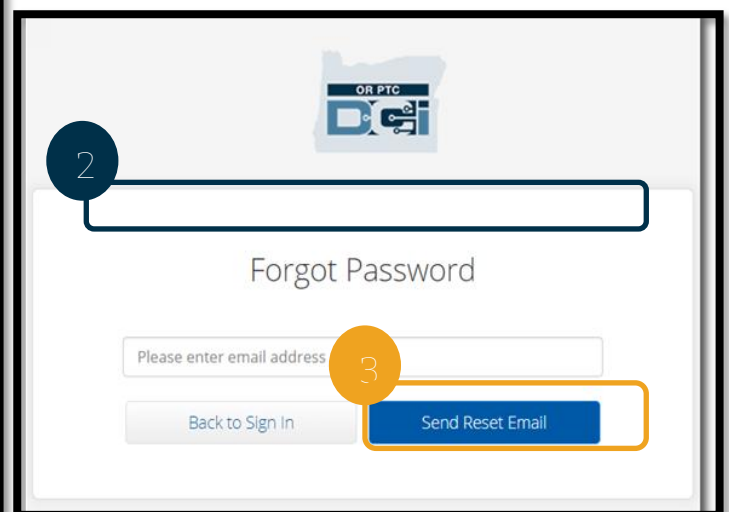 OR PTC
DCi
2
Forgot Password
Please enter email address
3
Back to Sign In
Send Reset Email